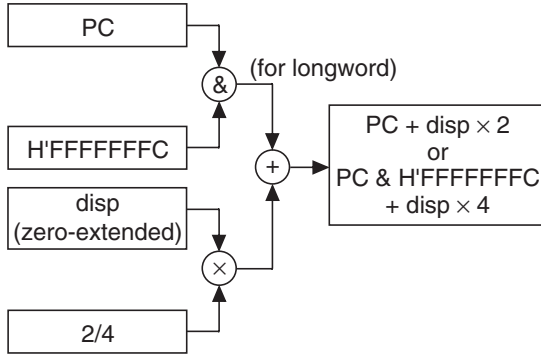 PC
&
(for longword)
H'FFFFFFFC
+
PC + disp × 2
or
PC & H'FFFFFFFC
+ disp × 4
disp
(zero-extended)
×
2/4